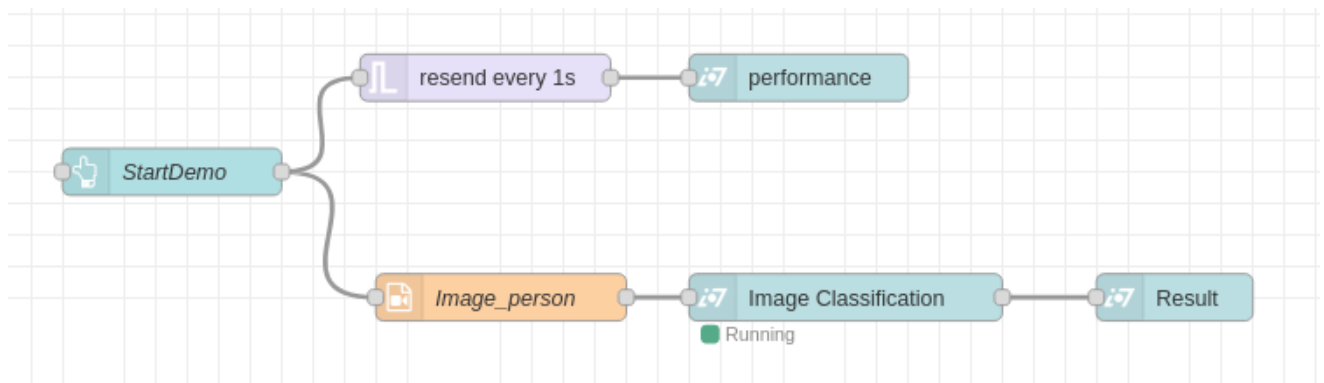 resend every 1s
performance
StartDemo
Image_person
Image Classification
Result
Running